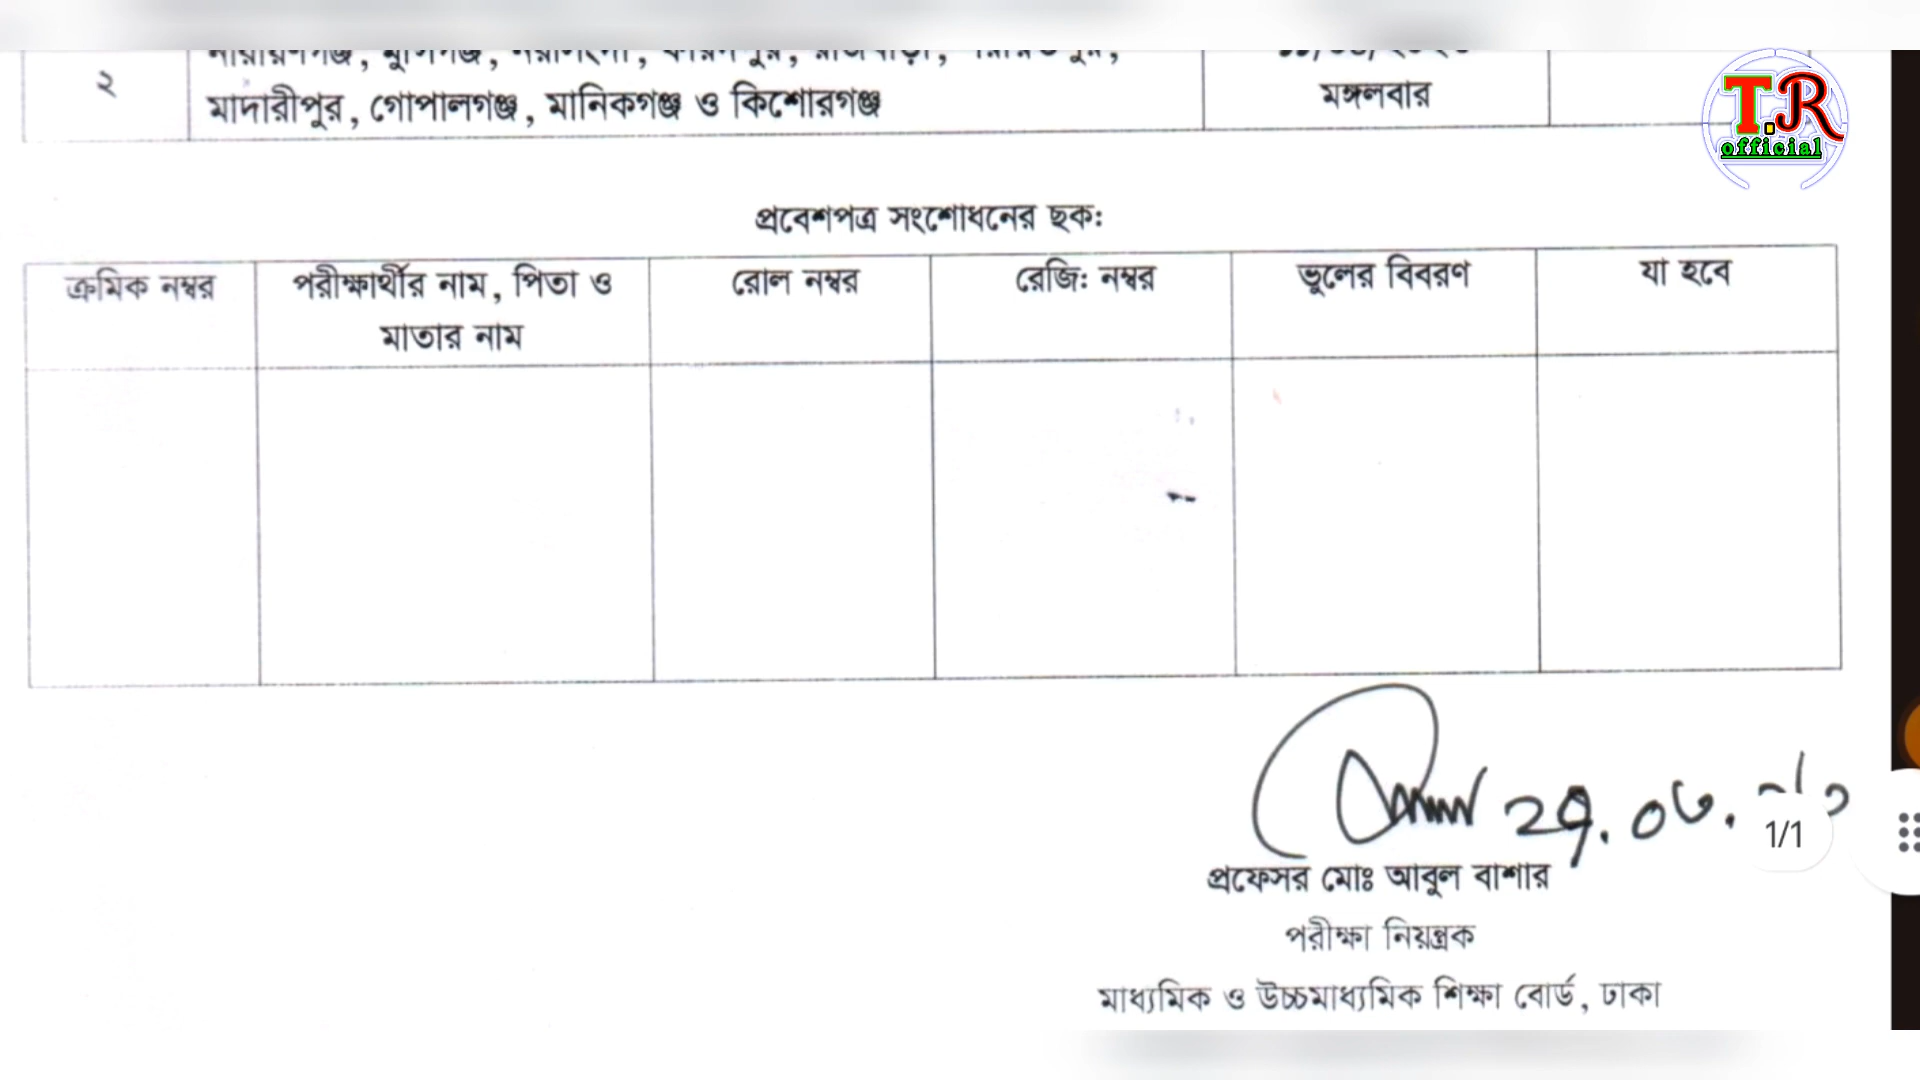 ২
মাদারীপুর, গোপালগঞ্জ, মানিকগঞ্জ ও কিশোরগঞ্জ
মঙ্গলবার
T.R
official
প্রবেশপত্র সংশোধনের ছক:
ক্রমিক নম্বর
পরীক্ষার্থীর নাম, পিতা ও
মাতার নাম
রোল নম্বর
রেজি: নম্বর
ভুলের বিবরণ
যা হবে
1/1
প্রফেসর মোঃ আবুল বাশার
পরীক্ষা নিয়ন্ত্রক
মাধ্যমিক ও উচ্চমাধ্যমিক শিক্ষা বোর্ড, ঢাকা